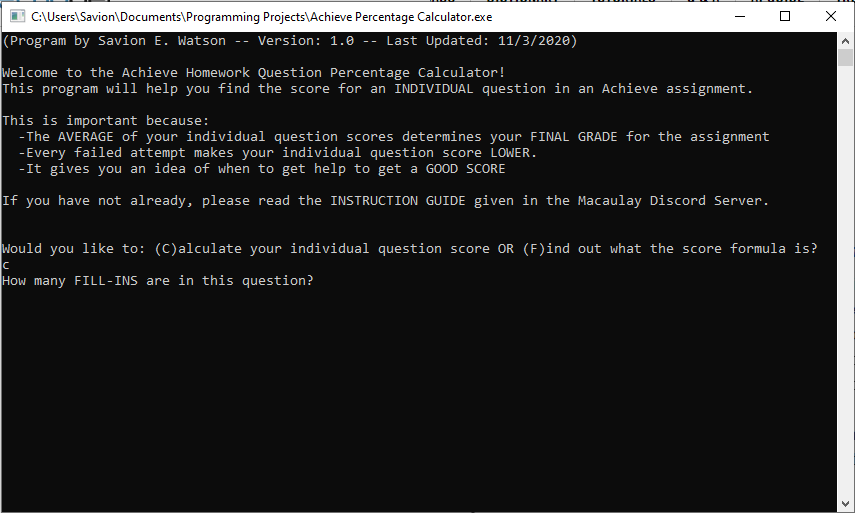 C:\Users\Savion\Documents\Programming Projects\Achieve Percentage Calculator.exe
(Program by Savion E. Watson -- Version: 1.0 -- Last Updated: 11/3/2020)
Welcome to the Achieve Homework Question Percentage Calculator!
This program will help you find the score for an INDIVIDUAL question in an Achieve assignment.
This is important because:
-The AVERAGE of your individual question scores determines your FINAL GRADE for the assignment
-Every failed attempt makes your individual question score LOWER.
-It gives you an idea of when to get help to get a GOOD SCORE
If you have not already, please read the INSTRUCTION GUIDE given in the Macaulay Discord Server.
Would you like to: (C)alculate your individual question score OR (F)ind out what the score formula is?
c
How many FILL-INS are in this question?